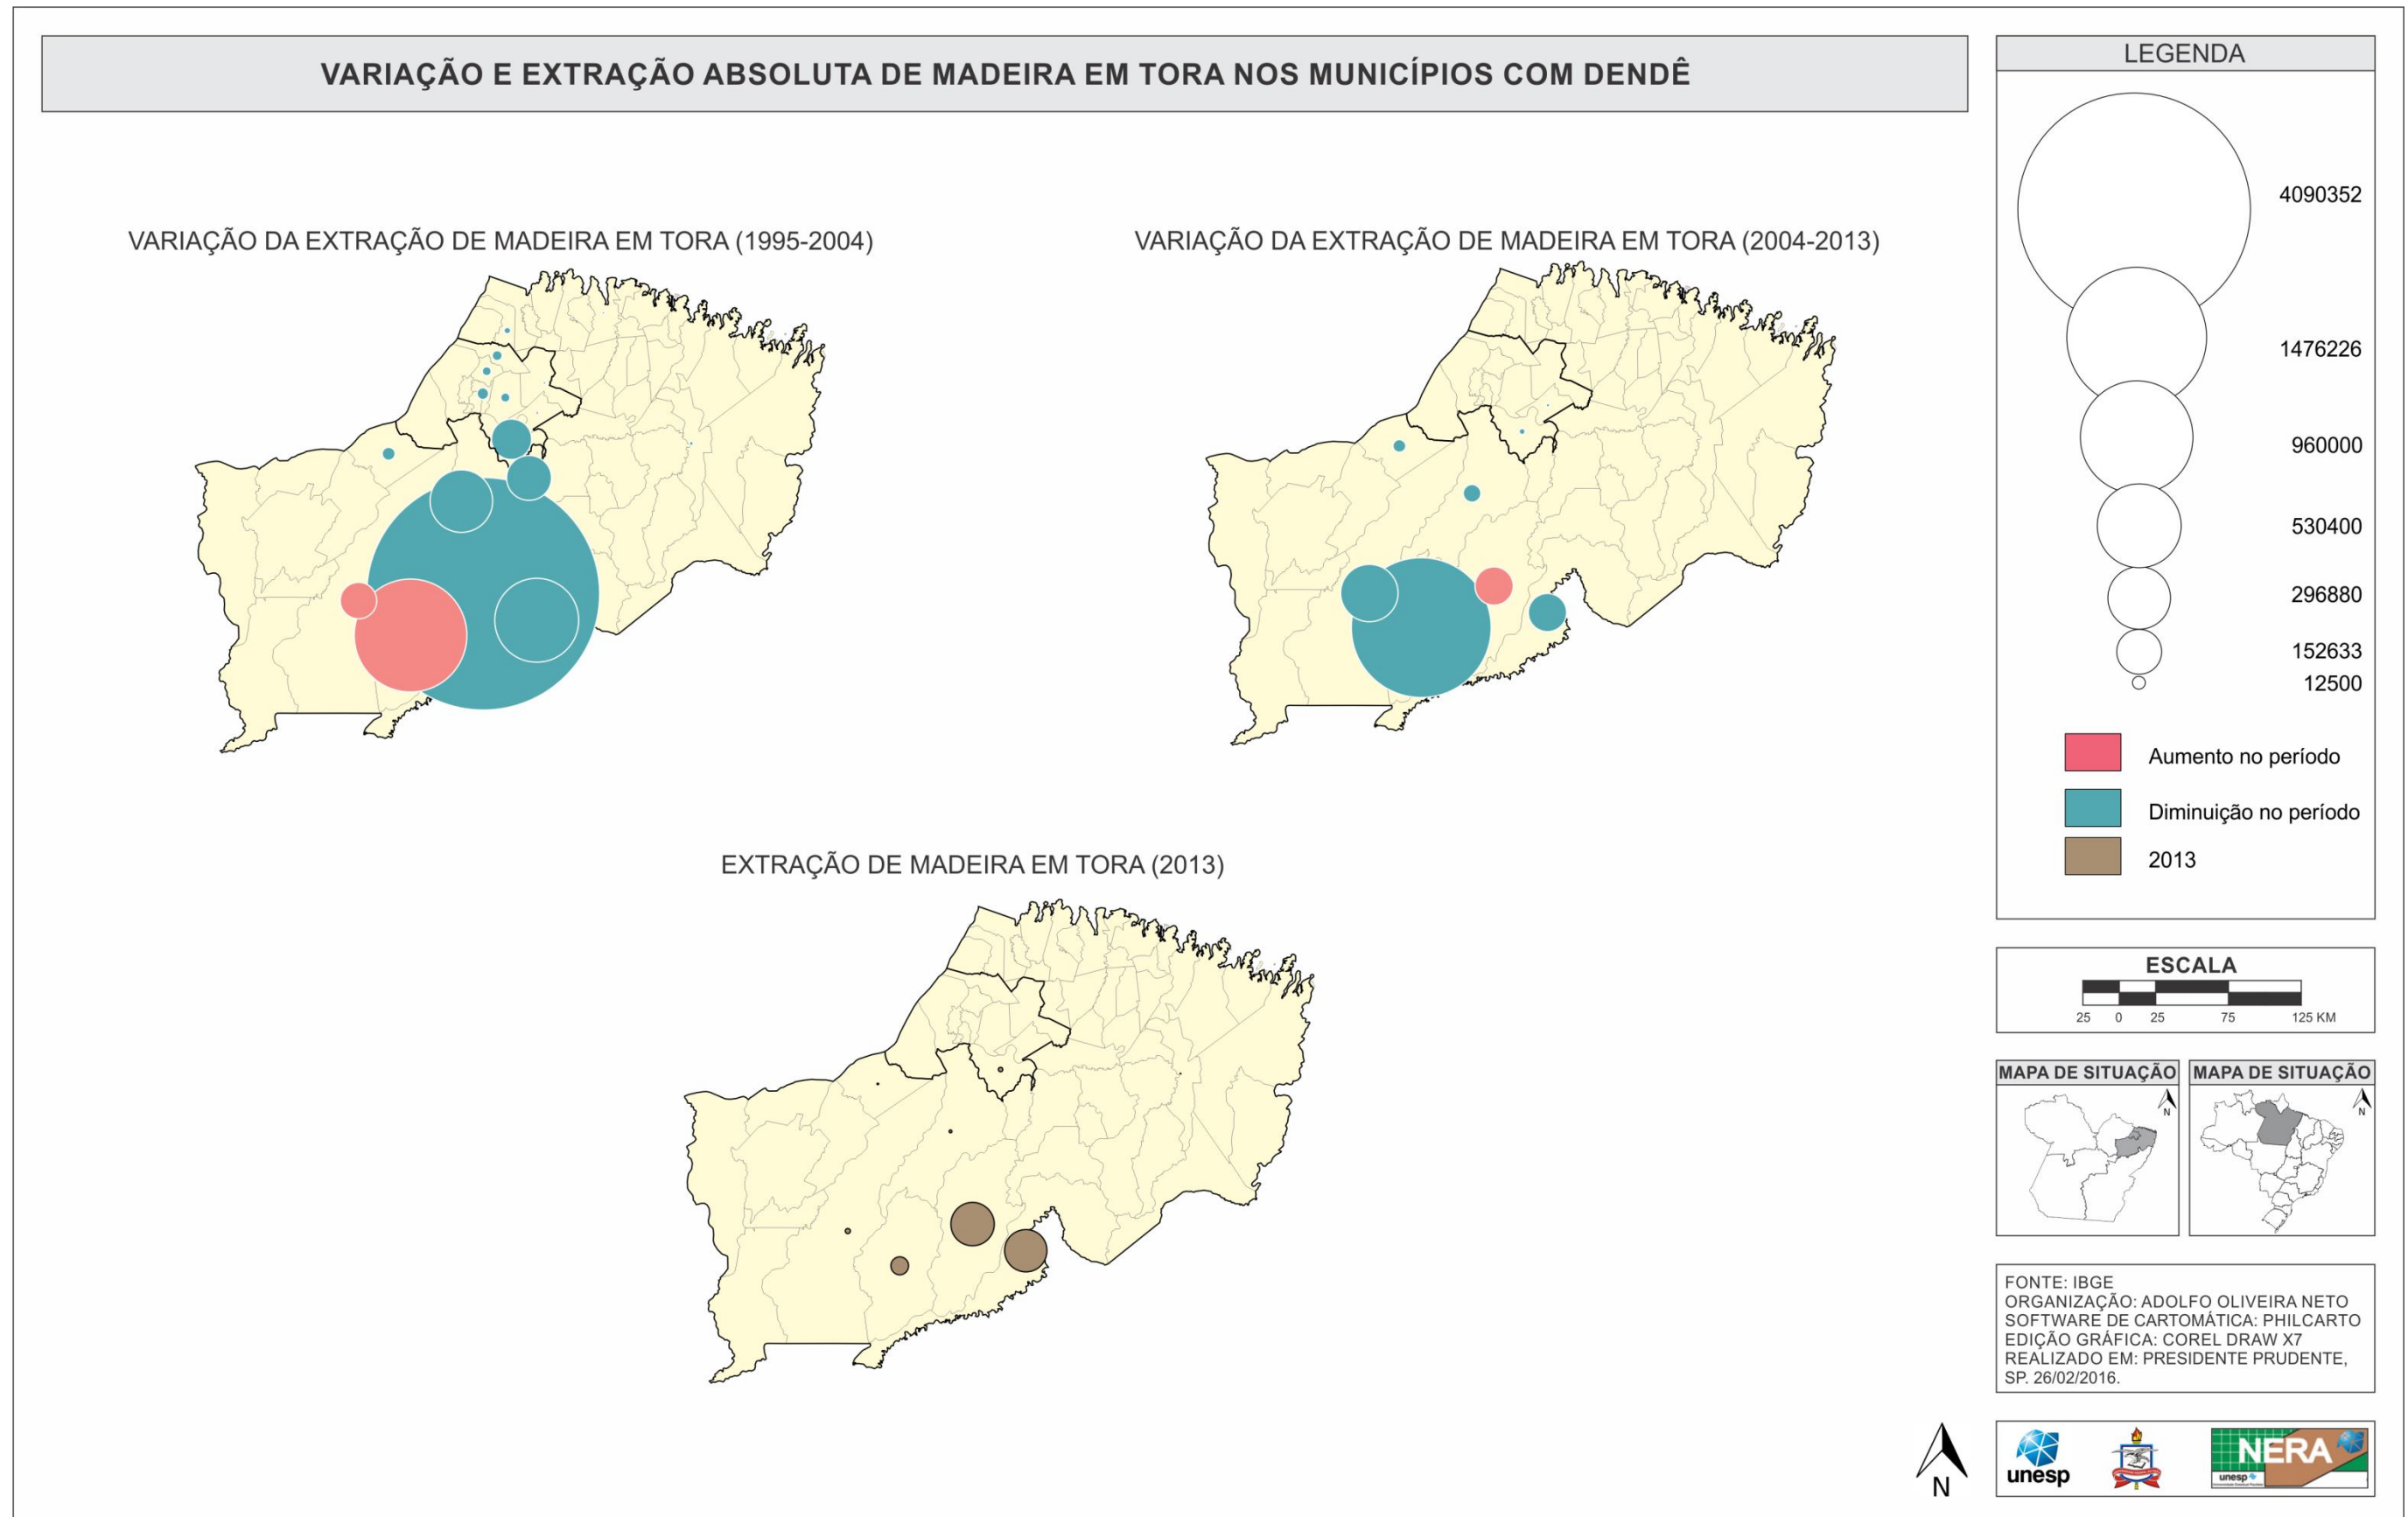 VARIAÇÃO E EXTRAÇÃO ABSOLUTA DE MADEIRA EM TORA NOS MUNICÍPIOS COM DENDÊ
VARIAÇÃO DA EXTRAÇÃO DE MADEIRA EM TORA (1995-2004)
VARIAÇÃO DA EXTRAÇÃO DE MADEIRA EM TORA (2004-2013)
EXTRAÇÃO DE MADEIRA EM TORA (2013)
LEGENDA
4090352
1476226
960000
530400
296880
152633
12500
Aumento no período
Diminuição no período
2013
ESCALA
25 0 25 75 125 KM
MAPA DE SITUAÇÃO
N
MAPA DE SITUAÇÃO
N
FONTE: IBGE
ORGANIZAÇÃO: ADOLFO OLIVEIRA NETO
SOFTWARE DE CARTOMÁTICA: PHILCARTO
EDIÇÃO GRÁFICA: COREL DRAW X7
REALIZADO EM: PRESIDENTE PRUDENTE,
SP. 26/02/2016.
N
unesp
NERA
unesp